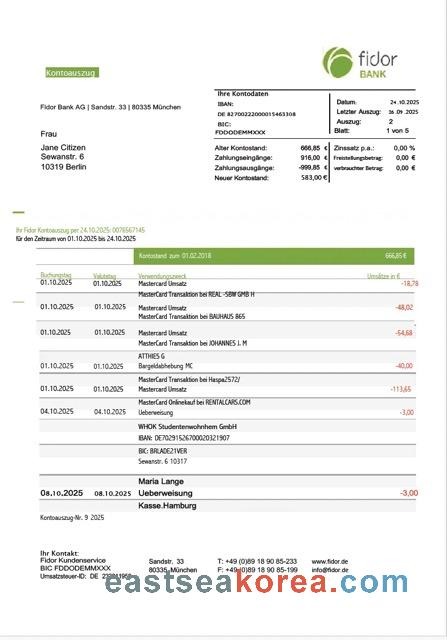 fidor
BANK
Kontoauszug
Fidor Bank AG | Sandstr. 33 | 80335 München
Frau
Jane Citizen
Sewanstr. 6
10319 Berlin
Ihre Kontodaten
IBAN:
DE 82700222000015463308
BIC:
FDDODEMMXXX
Datum: 24.10.2025
Letzter Auszug: 26.09.2025
Auszug: 2
Blatt: 1 von 5
Alter Kontostand: 666,85 €
Zahlungseingänge: 916,00 €
Zahlungsausgänge: -999,85 €
Neuer Kontostand: 583,00 €
Zinssatz p.a.: 0,00 %
Freistellungsbetrag: 0,00 €
verbrauchter Betrag: 0,00 €
Ihr Fidor Kontoauszug per 24.10.2025: 0076567145
für den Zeitraum von 01.10.2025 bis 24.10.2025
Kontostand zum 01.02.2018 666,85 €
Buchungstag Valutetag Verwendungszweck Umsätze in €
01.10.2025 01.10.2025 Mastercard Umsatz -18,78
MasterCard Transaktion bei REAL -SBW GMB H
01.10.2025 01.10.2025 Mastercard Umsatz -48,02
MasterCard Transaktion bei BAUHAUS 865
01.10.2025 01.10.2025 Mastercard Umsatz -54,68
MasterCard Transaktion bei JOHANNES J. M
ATTHIES G
01.10.2025 01.10.2025 Bargeldabhebung MC -40,00
MasterCard Transaktion bei Haspa2572/
01.10.2025 01.10.2025 Mastercard Umsatz -113,65
MasterCard Onlinekauf bei RENTALCARS.COM
04.10.2025 04.10.2025 Ueberweisung -3,00
WHOK Studentenwohnhem GmbH
IBAN: DE70291526700020321907
BIC: BRLADE21VER
Sewanstr. 6 10317
Maria Lange
08.10.2025 08.10.2025 Ueberweisung -3,00
Kasse.Hamburg
Kontoauszug-Nr. 9 2025
Ihr Kontakt:
Fidor Kundenservice
BIC FDDODEMMXXX
Umsatzsteuer-ID: DE
Sandstr. 33
80335 München
T: +49 (0)89 18 90 85-233
F: +49 (0)89 18 90 85-199
www.fidor.de
info@fidor.de
eastseakorea.com